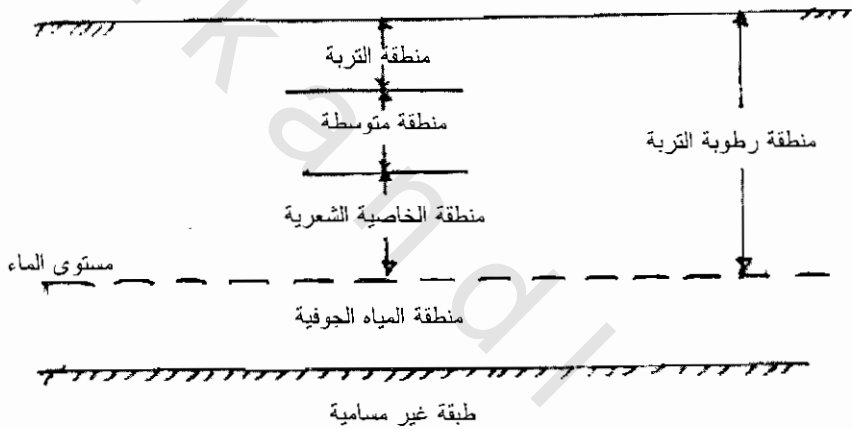 منطقة التربة
منطقة متوسطة
منطقة رطوبة التربة
منطقة الخاصية الشعرية
مستوى الماء
منطقة المياه الجوفية
طبقة غير مسامية
k a n d l